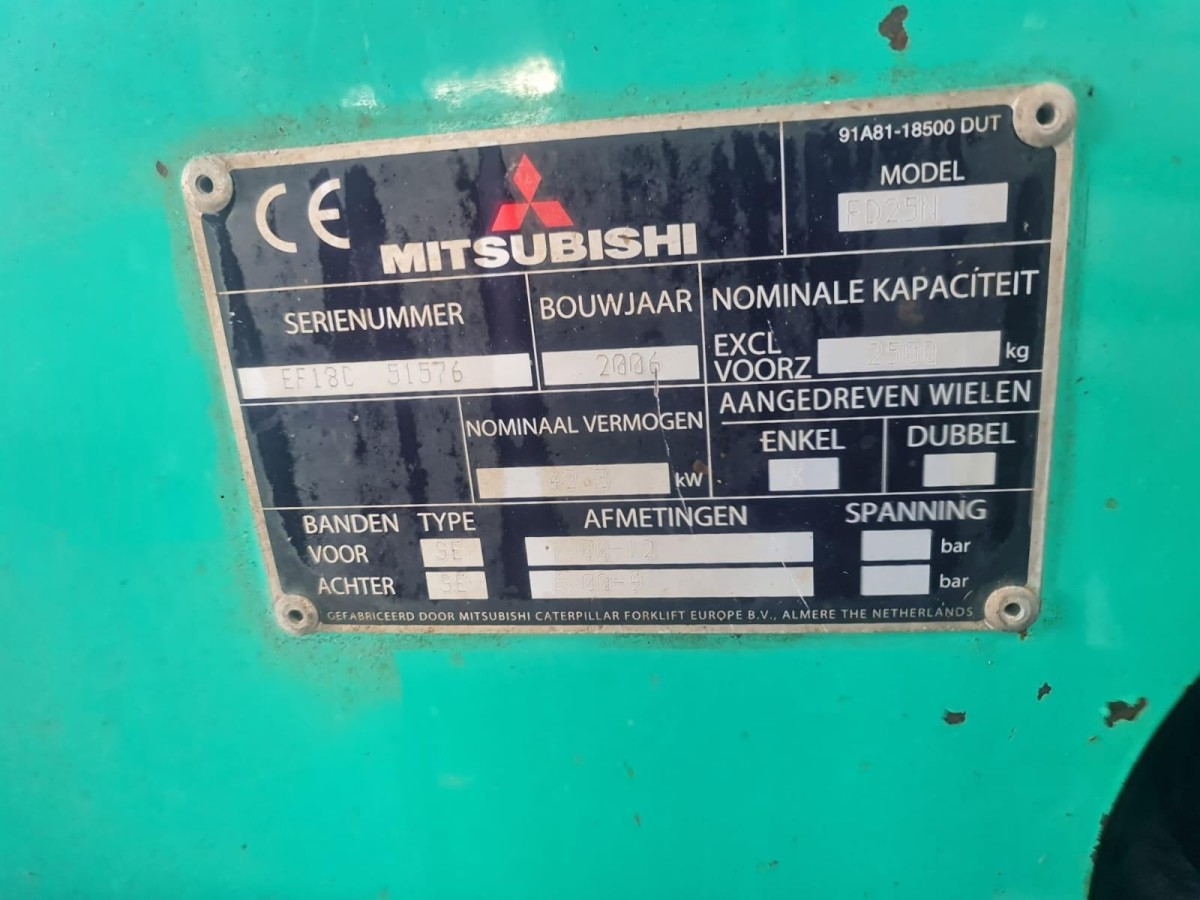 91A81-18500 DUT
CE
MITSUBISHI
MODEL
FD25N
SERIENUMMER
EF18C 51576
BOUWJAAR
2006
NOMINALE KAPACITEIT
EXCL
VOORZ 2500 kg
AANGEDREVEN WIELEN
ENKEL DUBBEL
X
NOMINAAL VERMOGEN
kW
BANDEN TYPE AFMETINGEN SPANNING
VOOR SE bar
ACHTER SE bar
GEFABRICEERD DOOR MITSUBISHI CATERPILLAR FORKLIFT EUROPE B.V., ALMERE THE NETHERLANDS